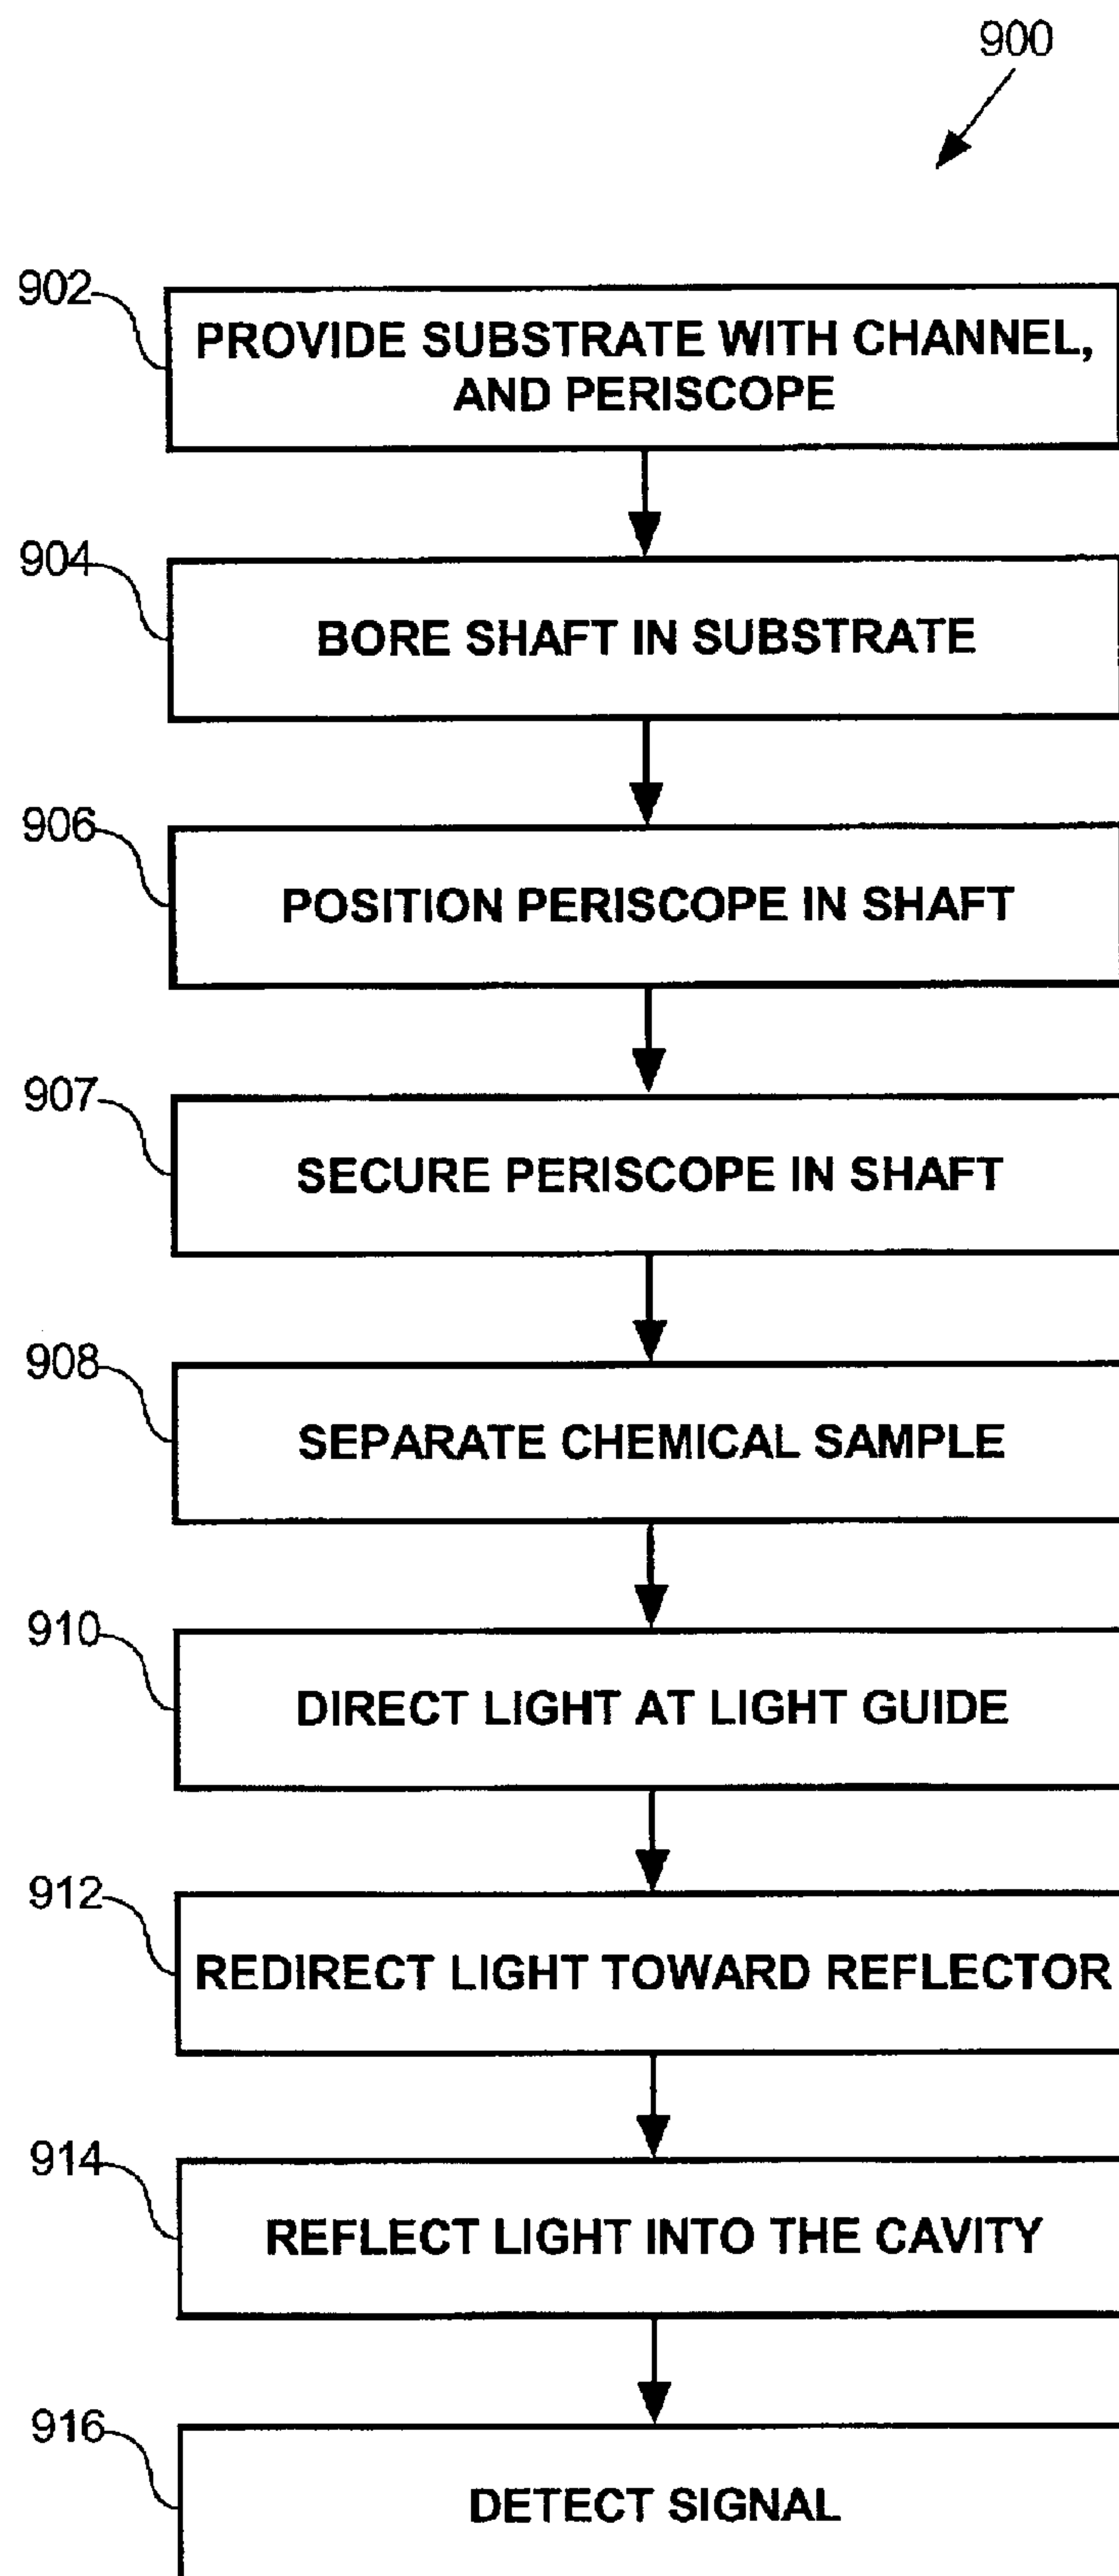 900
902
PROVIDE SUBSTRATE WITH CHANNEL,
AND PERISCOPE
904
BORE SHAFT IN SUBSTRATE
906
POSITION PERISCOPE IN SHAFT
907
SECURE PERISCOPE IN SHAFT
908
SEPARATE CHEMICAL SAMPLE
910
DIRECT LIGHT AT LIGHT GUIDE
912
REDIRECT LIGHT TOWARD REFLECTOR
914
REFLECT LIGHT INTO THE CAVITY
916
DETECT SIGNAL